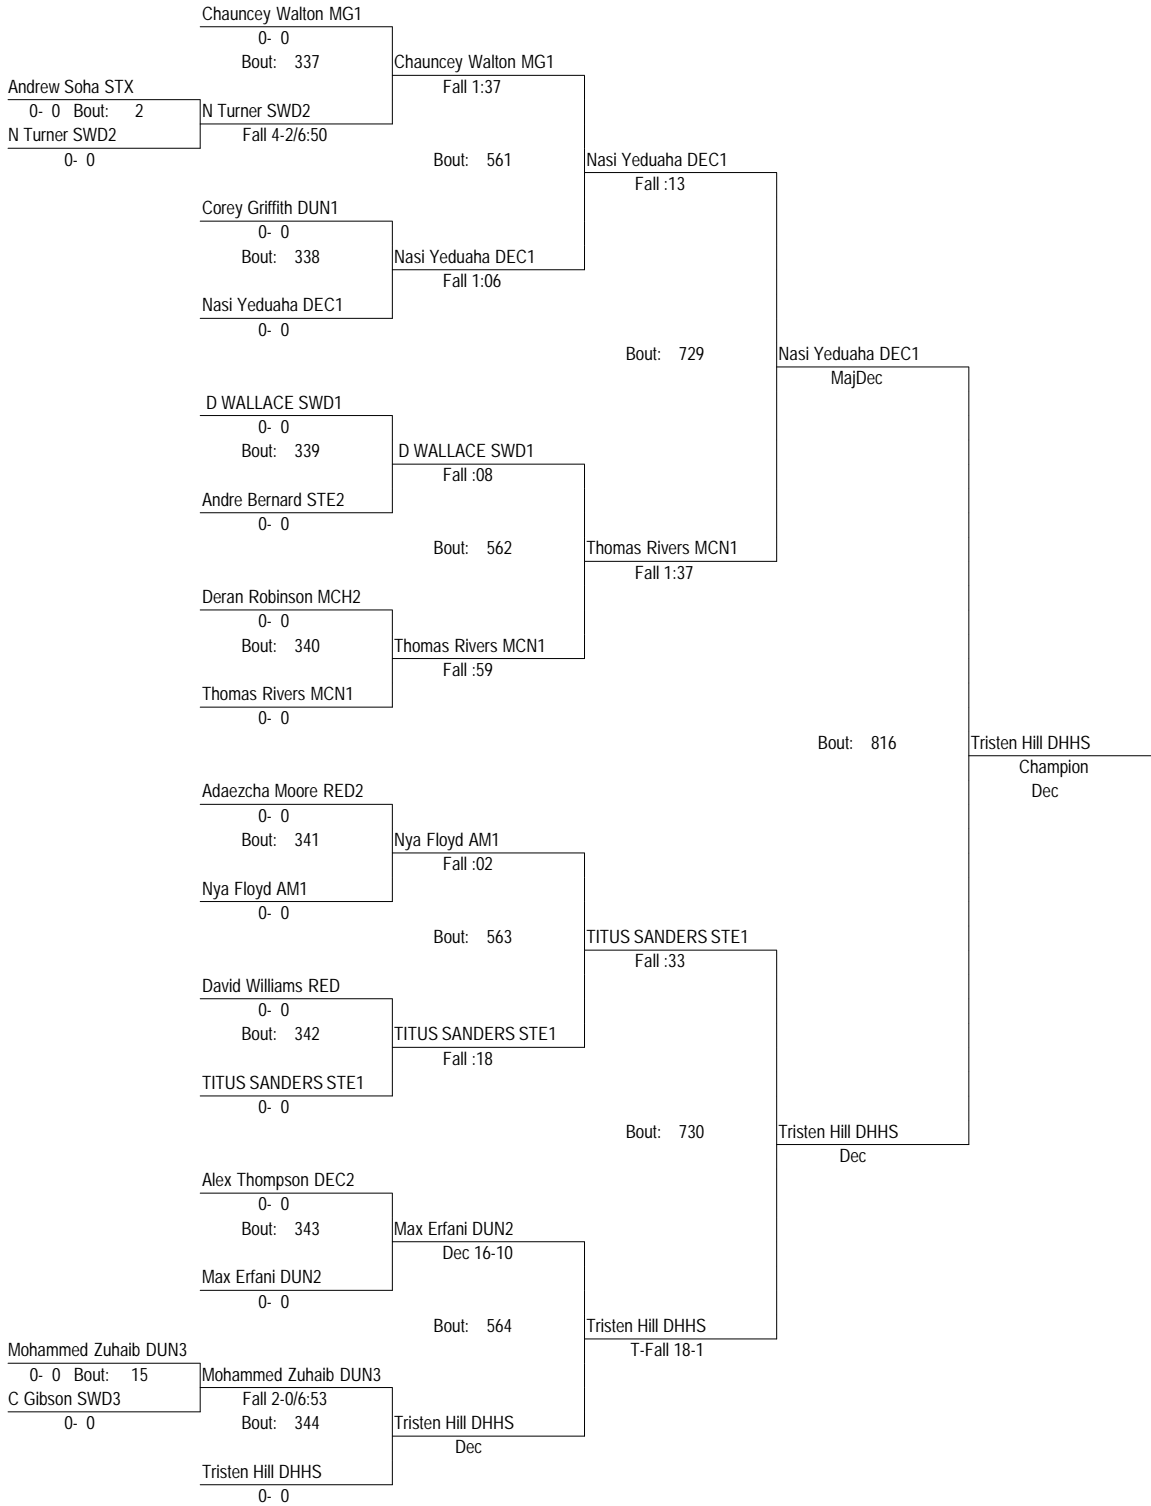 Chauncey Walton MG1
0- 0
Bout: 337
Chauncey Walton MG1
Fall 1:37
Andrew Soha STX
0- 0 Bout: 2
N Turner SWD2
N Turner SWD2
Fall 4-2/6:50
0- 0
Bout: 561
Nasi Yeduaha DEC1
Fall :13
Corey Griffith DUN1
0- 0
Bout: 338
Nasi Yeduaha DEC1
Fall 1:06
Nasi Yeduaha DEC1
0- 0
Bout: 729
Nasi Yeduaha DEC1
MajDec
D WALLACE SWD1
0- 0
Bout: 339
D WALLACE SWD1
Fall :08
Andre Bernard STE2
0- 0
Bout: 562
Thomas Rivers MCN1
Fall 1:37
Deran Robinson MCH2
0- 0
Bout: 340
Thomas Rivers MCN1
Fall :59
Thomas Rivers MCN1
0- 0
Bout: 816
Tristen Hill DHHS
Champion
Dec
Adaezcha Moore RED2
0- 0
Bout: 341
Nya Floyd AM1
Fall :02
Nya Floyd AM1
0- 0
Bout: 563
TITUS SANDERS STE1
Fall :33
David Williams RED
0- 0
Bout: 342
TITUS SANDERS STE1
Fall :18
TITUS SANDERS STE1
0- 0
Bout: 730
Tristen Hill DHHS
Dec
Alex Thompson DEC2
0- 0
Bout: 343
Max Erfani DUN2
Dec 16-10
Max Erfani DUN2
0- 0
Bout: 564
Tristen Hill DHHS
T-Fall 18-1
Mohammed Zuhaib DUN3
0- 0 Bout: 15
Mohammed Zuhaib DUN3
C Gibson SWD3
Fall 2-0/6:53
0- 0
Bout: 344
Tristen Hill DHHS
Dec
Tristen Hill DHHS
0- 0